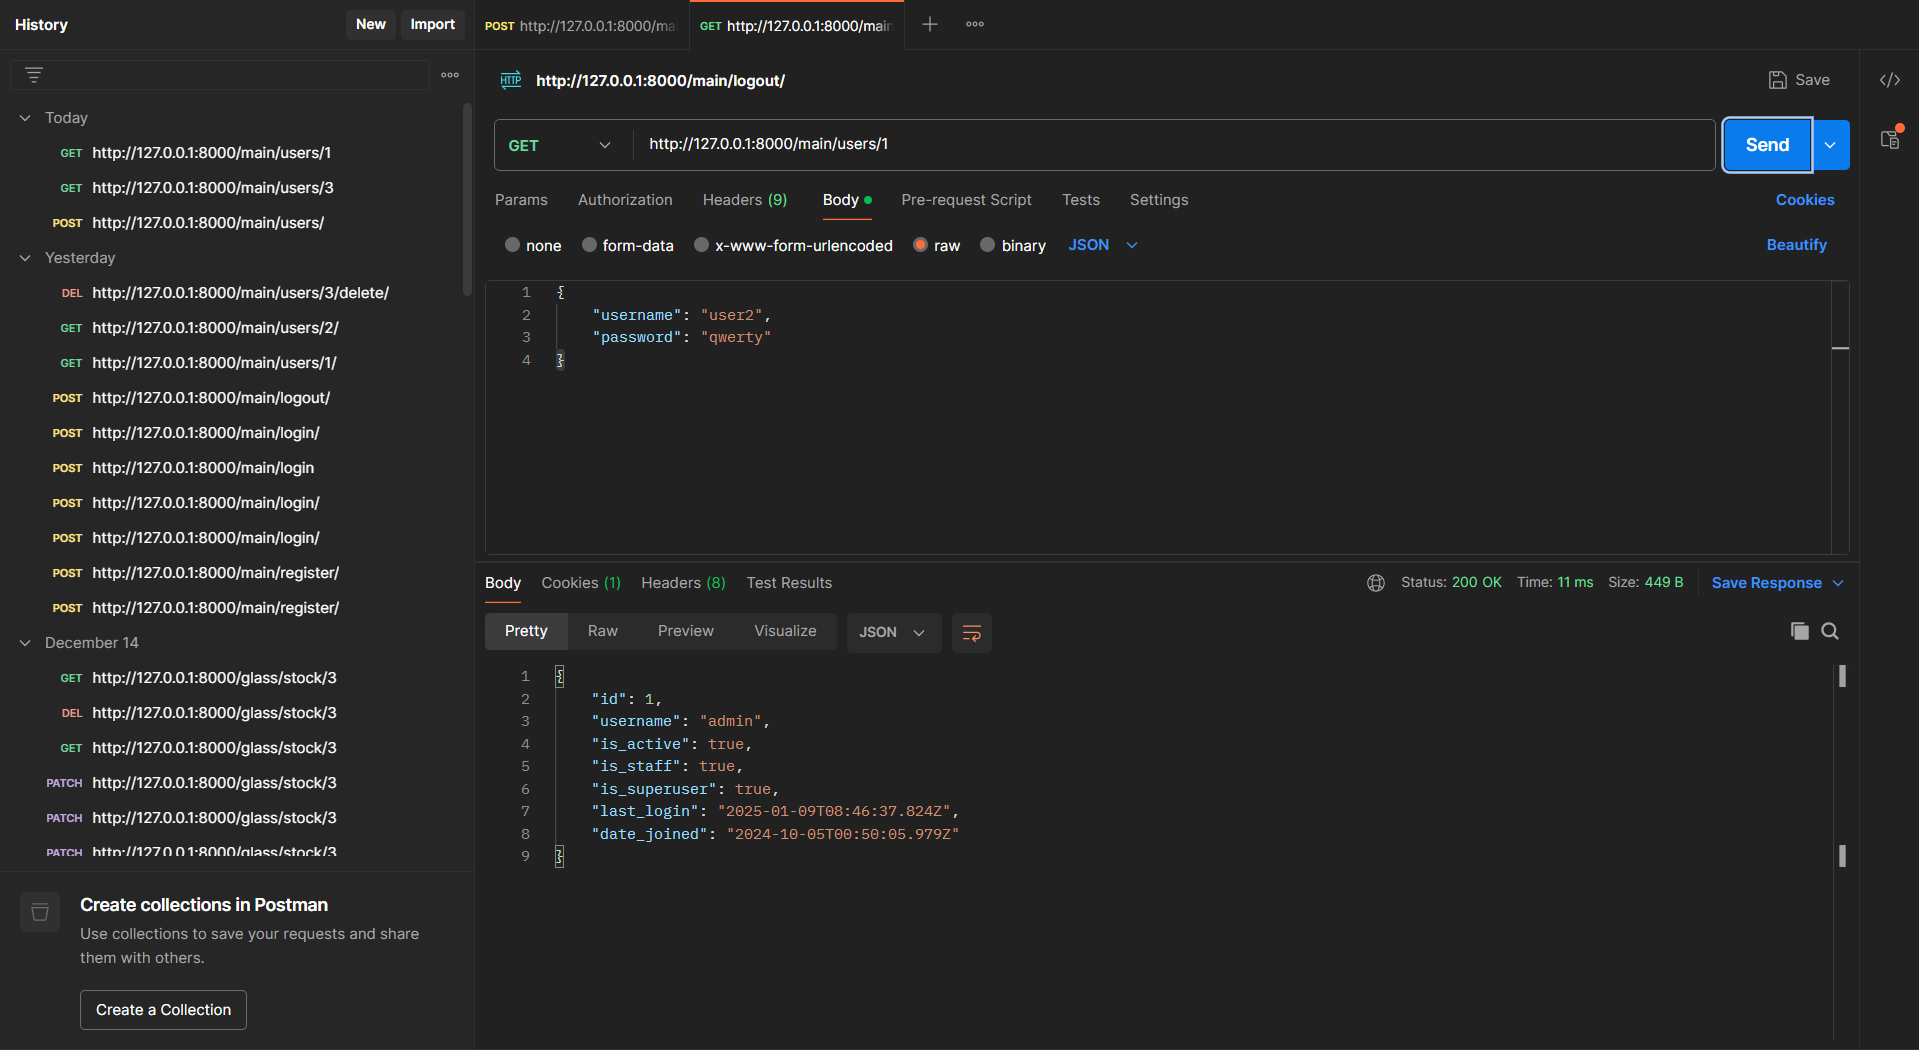 History
New
Import
Today
GET http://127.0.0.1:8000/main/users/1
GET http://127.0.0.1:8000/main/users/3
POST http://127.0.0.1:8000/main/users/
Yesterday
DEL http://127.0.0.1:8000/main/users/3/delete/
GET http://127.0.0.1:8000/main/users/2/
GET http://127.0.0.1:8000/main/users/1/
POST http://127.0.0.1:8000/main/logout/
POST http://127.0.0.1:8000/main/login/
POST http://127.0.0.1:8000/main/login
POST http://127.0.0.1:8000/main/login/
POST http://127.0.0.1:8000/main/login/
POST http://127.0.0.1:8000/main/register/
POST http://127.0.0.1:8000/main/register/
December 14
GET http://127.0.0.1:8000/glass/stock/3
DEL http://127.0.0.1:8000/glass/stock/3
GET http://127.0.0.1:8000/glass/stock/3
PATCH http://127.0.0.1:8000/glass/stock/3
PATCH http://127.0.0.1:8000/glass/stock/3
PATCH http://127.0.0.1:8000/glass/stock/3
Create collections in Postman
Use collections to save your requests and share
them with others.
Create a Collection
POST http://127.0.0.1:8000/ma
GET http://127.0.0.1:8000/main
HTTP http://127.0.0.1:8000/main/logout/
Save
</>
GET http://127.0.0.1:8000/main/users/1
Send
Params Authorization Headers (9) Body Pre-request Script Tests Settings Cookies
none form-data x-www-form-urlencoded raw binary JSON Beautify
1 {
2 "username": "user2",
3 "password": "qwerty"
4 }
Body Cookies (1) Headers (8) Test Results Status: 200 OK Time: 11 ms Size: 449 B Save Response
Pretty Raw Preview Visualize JSON
1 {
2 "id": 1,
3 "username": "admin",
4 "is_active": true,
5 "is_staff": true,
6 "is_superuser": true,
7 "last_login": "2025-01-09T08:46:37.824Z",
8 "date_joined": "2024-10-05T00:50:05.979Z"
9 }